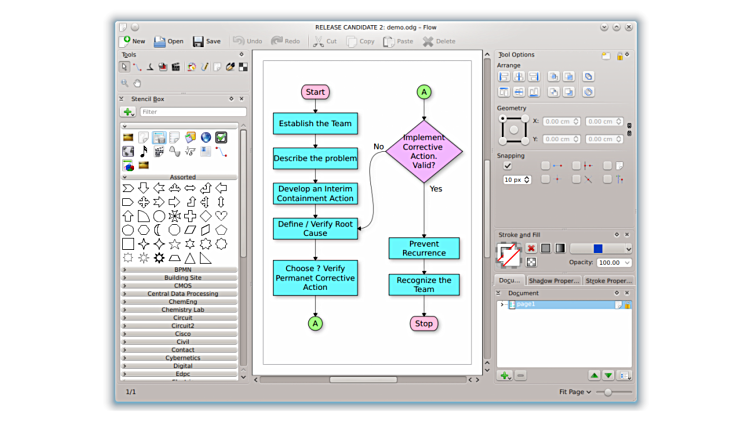 RELEASE CANDIDATE 2: demo.odg – Flow
New Open Save Undo Redo Cut Copy Paste Delete
Tools
Stencil Box
Filter
Assorted
BPMN
Building Site
CMOS
Central Data Processing
ChemEng
Chemistry Lab
Circuit
Circuit2
Cisco
Civil
Contact
Cybernetics
Digital
Edpc
Start
Establish the Team
Describe the problem
Develop an Interim
Containment Action
Define / Verify Root
Cause
Choose ? Verify
Permanet Corrective
Action
A
A
Implement
Corrective
Action.
Valid?
No
Yes
Prevent
Recurrence
Recognize the
Team
Stop
Tool Options
Arrange
Geometry
X: 0.00 cm 0.00 cm
Y: 0.00 cm 0.00 cm
Snapping
10 px
Stroke and Fill
Opacity: 100.00
Docu... Shadow Proper... Stroke Proper...
Document
page1
1/1
Fit Page